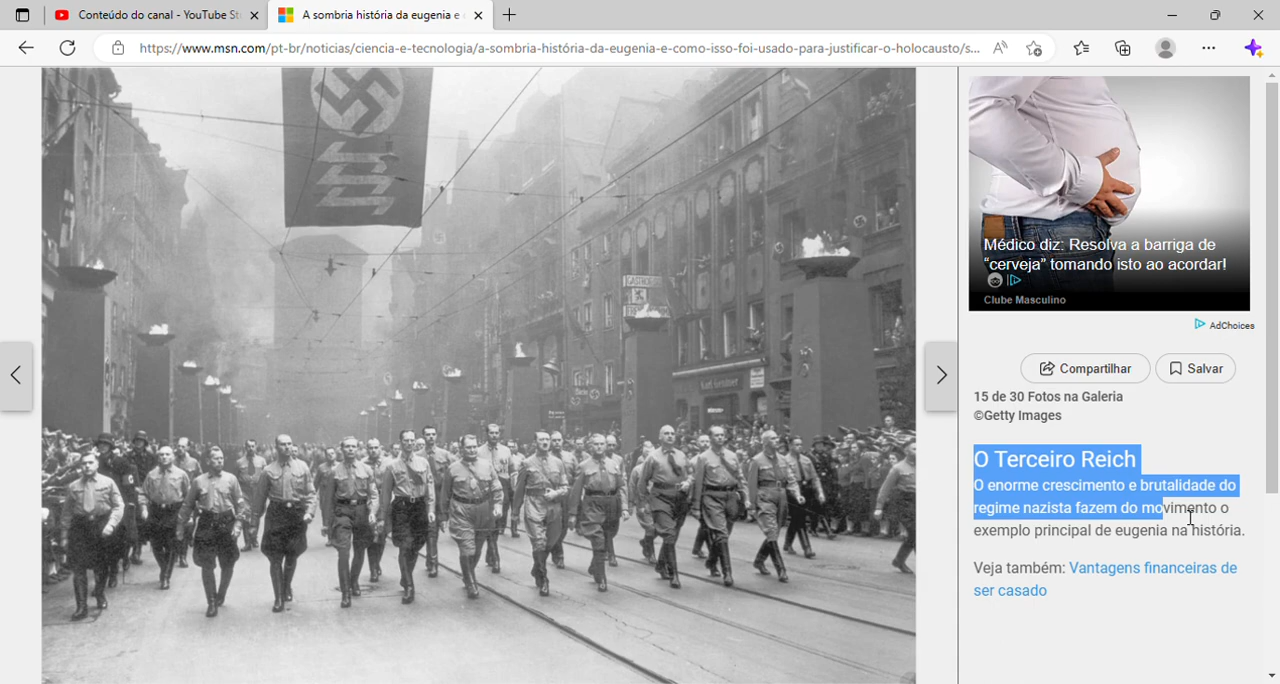 Conteúdo do canal - YouTube St
A sombria história da eugenia e
https://www.msn.com/pt-br/noticias/ciencia-e-tecnologia/a-sombria-história-da-eugenia-e-como-isso-foi-usado-para-justificar-o-holocausto/s...
Médico diz: Resolva a barriga de
“cerveja” tomando isto ao acordar!
Clube Masculino
AdChoices
Compartilhar
Salvar
15 de 30 Fotos na Galeria
©Getty Images
O Terceiro Reich
O enorme crescimento e brutalidade do
regime nazista fazem do movimento o
exemplo principal de eugenia na história.
Veja também: Vantagens financeiras de
ser casado